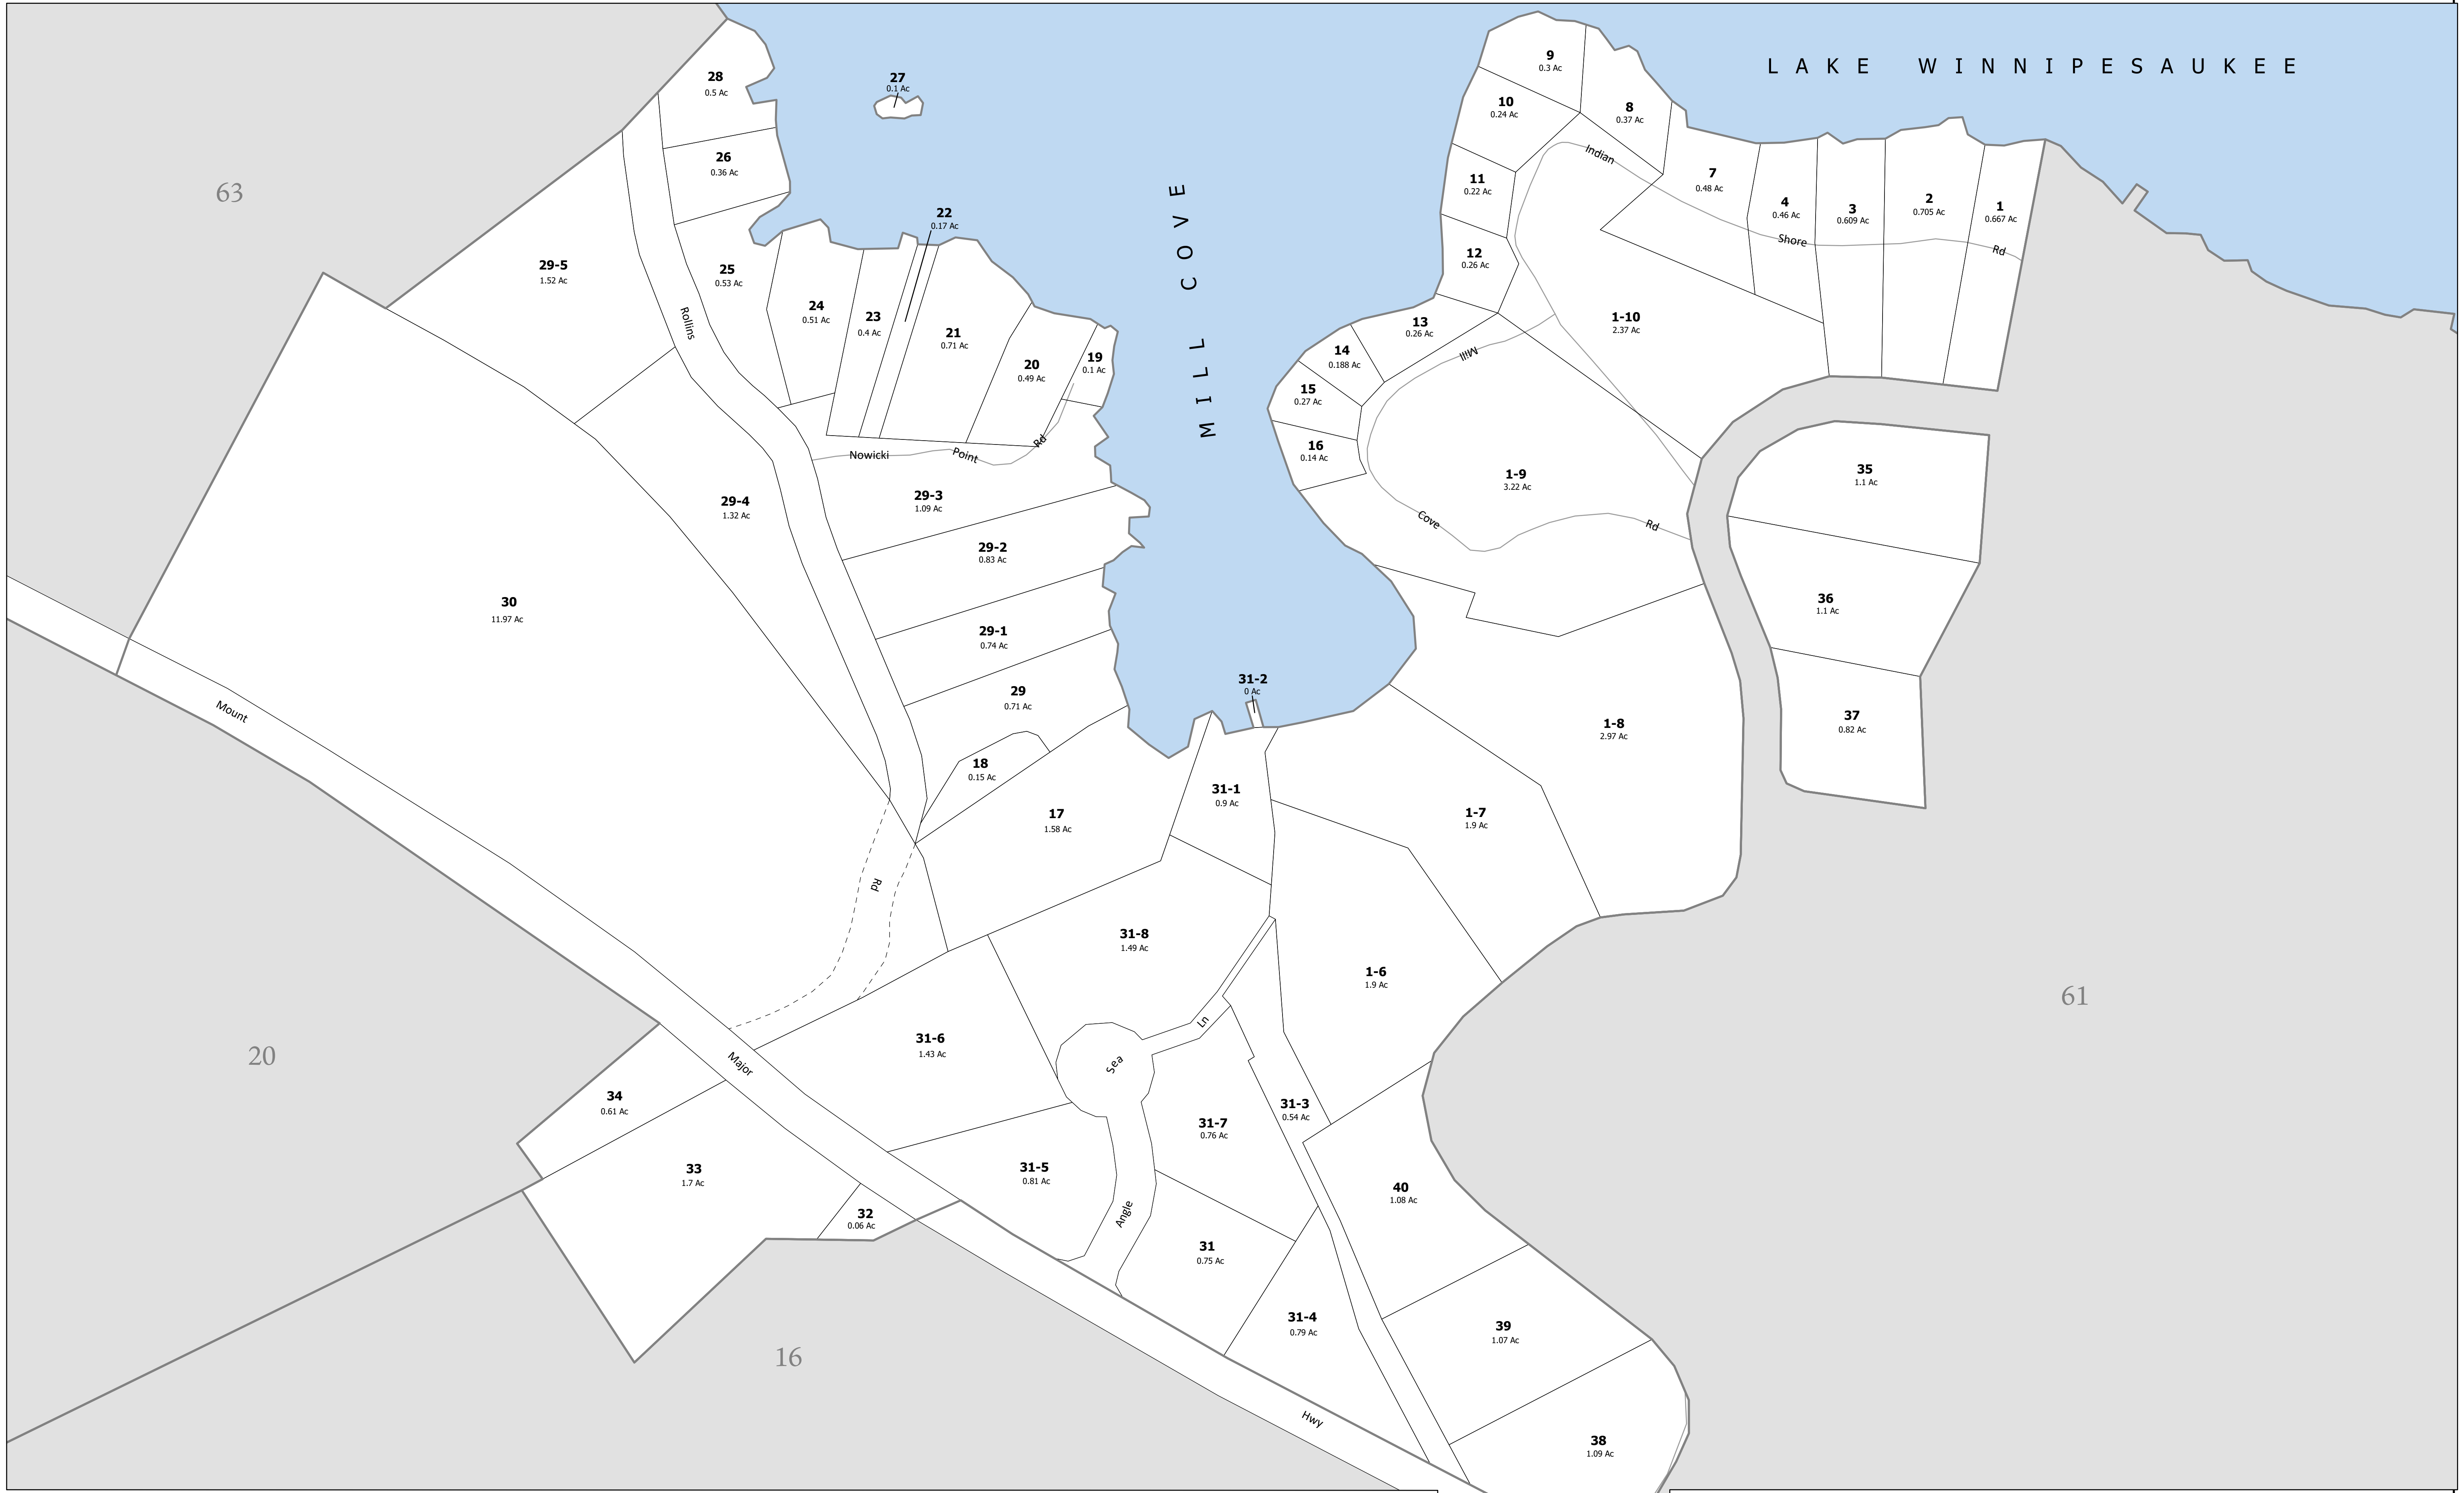 LAKE WINNIPESAUKEE
MILL COVE
63
20
16
61
28
0.5 Ac
27
0.1 Ac
26
0.36 Ac
22
0.17 Ac
29-5
1.52 Ac
25
0.53 Ac
24
0.51 Ac
23
0.4 Ac
21
0.71 Ac
20
0.49 Ac
19
0.1 Ac
Rollins
Rd
Nowicki
Point
Rd
29-4
1.32 Ac
29-3
1.09 Ac
29-2
0.83 Ac
29-1
0.74 Ac
29
0.71 Ac
18
0.15 Ac
17
1.58 Ac
30
11.97 Ac
Mount
Major
Hwy
9
0.3 Ac
10
0.24 Ac
8
0.37 Ac
11
0.22 Ac
12
0.26 Ac
7
0.48 Ac
4
0.46 Ac
3
0.609 Ac
2
0.705 Ac
1
0.667 Ac
Indian
Shore
Rd
13
0.26 Ac
14
0.188 Ac
15
0.27 Ac
16
0.14 Ac
1-10
2.37 Ac
1-9
3.22 Ac
Mill
Cove
Rd
35
1.1 Ac
36
1.1 Ac
37
0.82 Ac
31-2
0 Ac
1-8
2.97 Ac
31-1
0.9 Ac
1-7
1.9 Ac
31-8
1.49 Ac
1-6
1.9 Ac
31-6
1.43 Ac
Sea
Angle
Ln
34
0.61 Ac
33
1.7 Ac
32
0.06 Ac
31-5
0.81 Ac
31-7
0.76 Ac
31-3
0.54 Ac
31
0.75 Ac
31-4
0.79 Ac
40
1.08 Ac
39
1.07 Ac
38
1.09 Ac